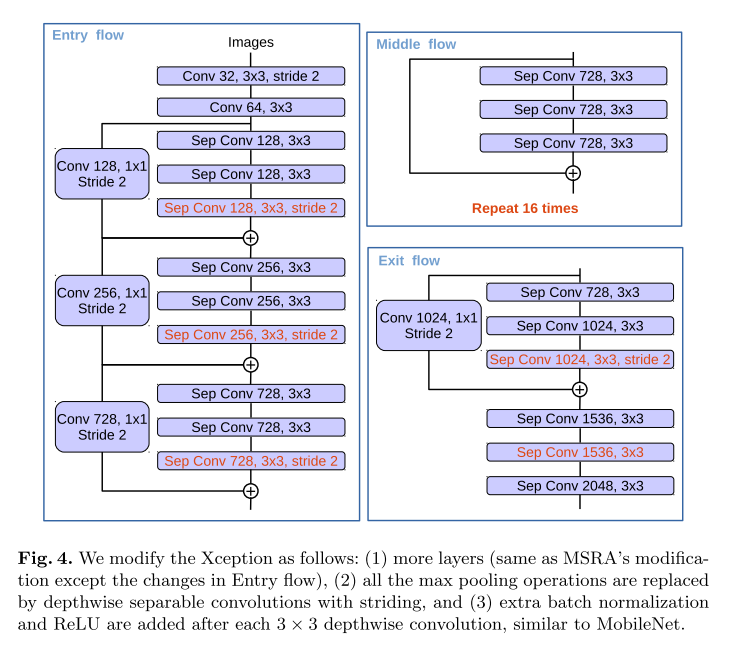 Entry flow
Images
Conv 32, 3x3, stride 2
Conv 64, 3x3
Sep Conv 128, 3x3
Conv 128, 1x1
Stride 2
Sep Conv 128, 3x3
Sep Conv 128, 3x3, stride 2
Sep Conv 256, 3x3
Conv 256, 1x1
Stride 2
Sep Conv 256, 3x3
Sep Conv 256, 3x3, stride 2
Sep Conv 728, 3x3
Conv 728, 1x1
Stride 2
Sep Conv 728, 3x3
Sep Conv 728, 3x3, stride 2
Middle flow
Sep Conv 728, 3x3
Sep Conv 728, 3x3
Sep Conv 728, 3x3
Repeat 16 times
Exit flow
Sep Conv 728, 3x3
Conv 1024, 1x1
Stride 2
Sep Conv 1024, 3x3
Sep Conv 1024, 3x3, stride 2
Sep Conv 1536, 3x3
Sep Conv 1536, 3x3
Sep Conv 2048, 3x3
Fig. 4. We modify the Xception as follows: (1) more layers (same as MSRA's modifica-
tion except the changes in Entry flow), (2) all the max pooling operations are replaced
by depthwise separable convolutions with striding, and (3) extra batch normalization
and ReLU are added after each 3 × 3 depthwise convolution, similar to MobileNet.